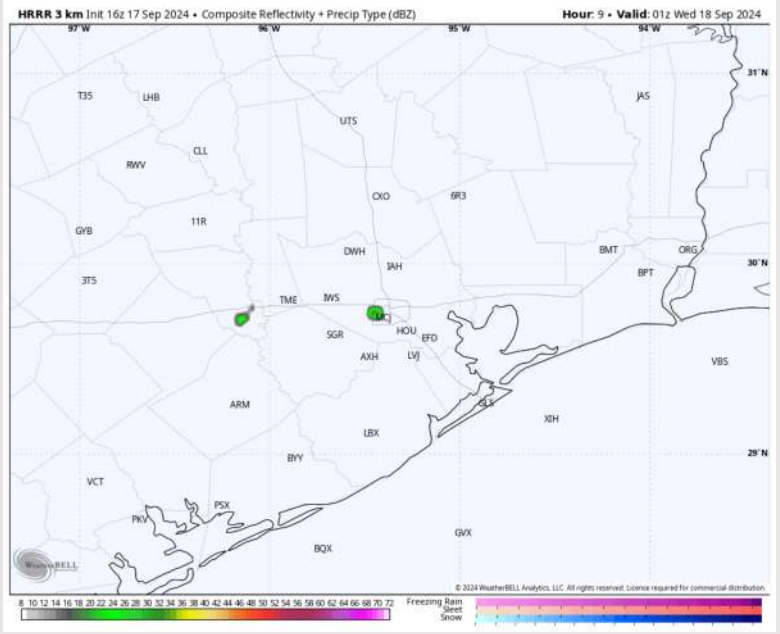 HRRR 3 km Init 16z 17 Sep 2024 • Composite Reflectivity + Precip Type (dBZ) Hour: 9 • Valid: 01z Wed 18 Sep 2024
97°W 96°W 95°W 94°W
31°N
T35 LHB JAS
UTS
CLL
RWV
CXO 6R3
11R
GYB
DWH BMT ORG
30°N
IAH
BPT
3T5
TME IWS
MCJ
SGR HOU
EFD
AXH LVJ
VBS
ARM GLS
XIH
LBX
29°N
BYY
VCT
PSX
PKV
GVX
BQX
WeatherBELL
© 2024 WeatherBELL Analytics, LLC. All rights reserved. License required for commercial distribution.
8 10 12 14 16 18 20 22 24 26 28 30 32 34 36 38 40 42 44 46 48 50 52 54 56 58 60 62 64 66 68 70 72
Freezing Rain
Sleet
Snow